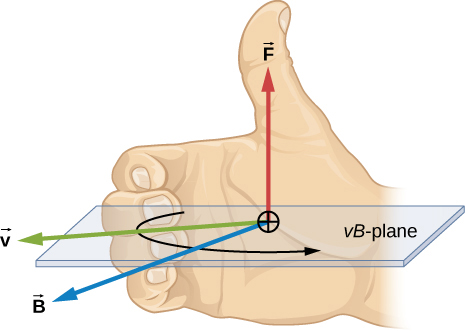 F⃗
vB-plane
v⃗
B⃗